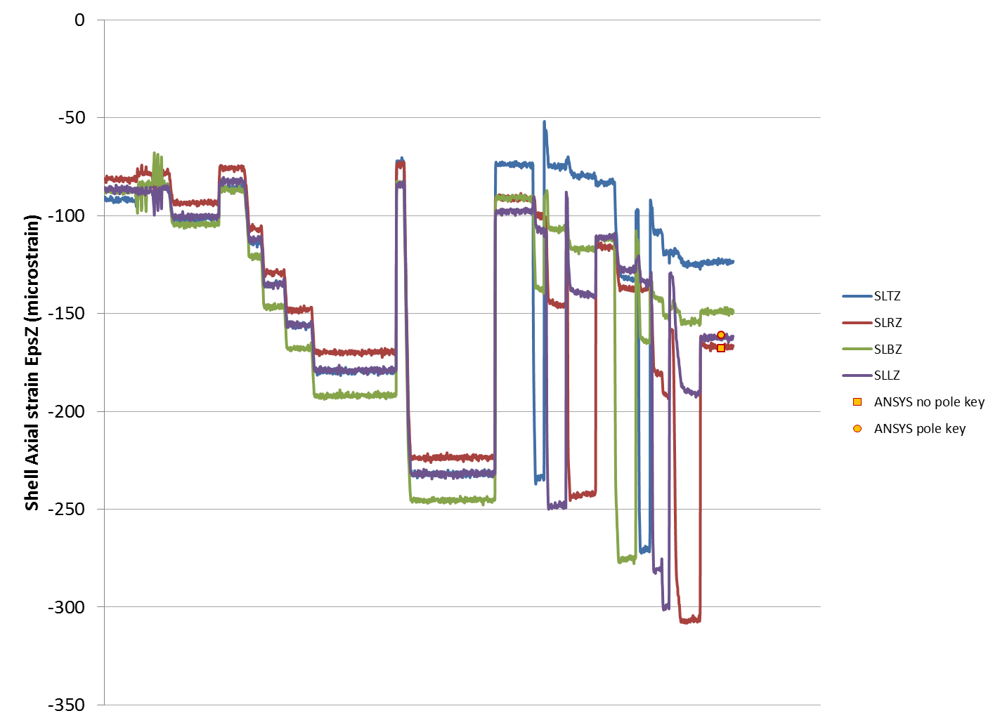 0
-50
-100
-150
-200
-250
-300
-350
Shell Axial strain EpsZ (microstrain)
SLTZ
SLRZ
SLBZ
SLLZ
ANSYS no pole key
ANSYS pole key